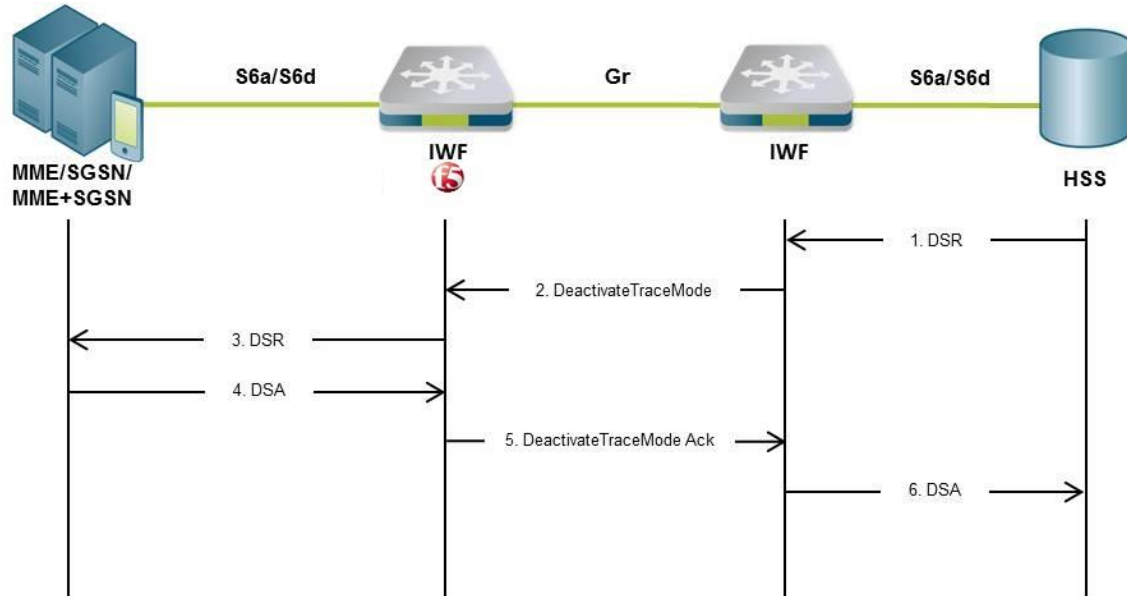 S6a/S6d
Gr
S6a/S6d
MME/SGSN/
MME+SGSN
IWF
f5
IWF
HSS
1. DSR
2. DeactivateTraceMode
3. DSR
4. DSA
5. DeactivateTraceMode Ack
6. DSA